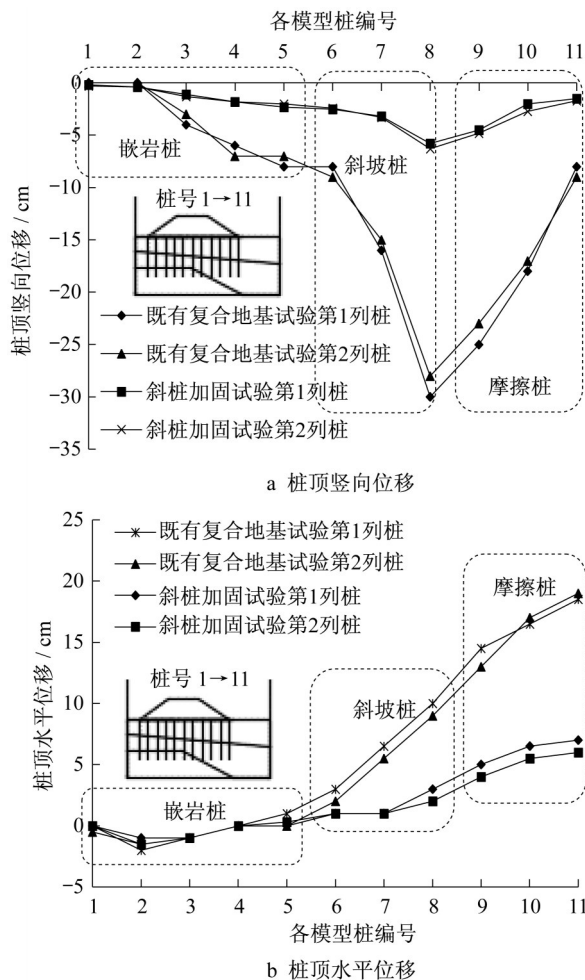 各模型桩编号
1 2 3 4 5 6 7 8 9 10 11
0
-5
-10
-15
-20
-25
-30
-35
桩顶竖向位移 / cm
嵌岩桩
斜坡桩
摩擦桩
桩号 1→11
既有复合地基试验第1列桩
既有复合地基试验第2列桩
斜桩加固试验第1列桩
斜桩加固试验第2列桩
a 桩顶竖向位移
25
20
15
10
5
0
-5
桩顶水平位移 / cm
既有复合地基试验第1列桩
既有复合地基试验第2列桩
斜桩加固试验第1列桩
斜桩加固试验第2列桩
摩擦桩
桩号 1→11
斜坡桩
嵌岩桩
1 2 3 4 5 6 7 8 9 10 11
各模型桩编号
b 桩顶水平位移